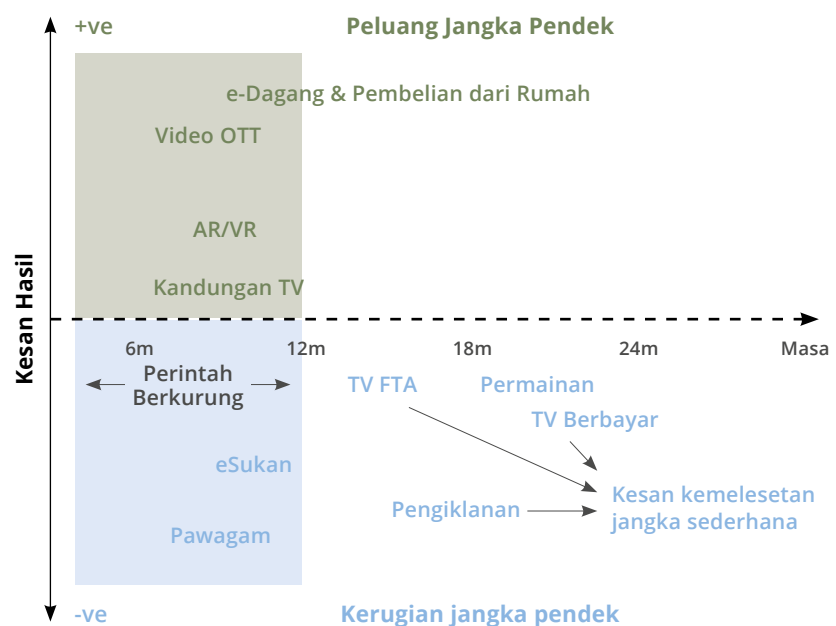 +ve
Peluang Jangka Pendek
e-Dagang & Pembelian dari Rumah
Video OTT
AR/VR
Kandungan TV
Kesan Hasil
6m
12m
18m
24m
Masa
Perintah
Berkurung
TV FTA
Permainan
TV Berbayar
eSukan
Kesan kemelesetan
jangka sederhana
Pengiklanan
Pawagam
-ve
Kerugian jangka pendek